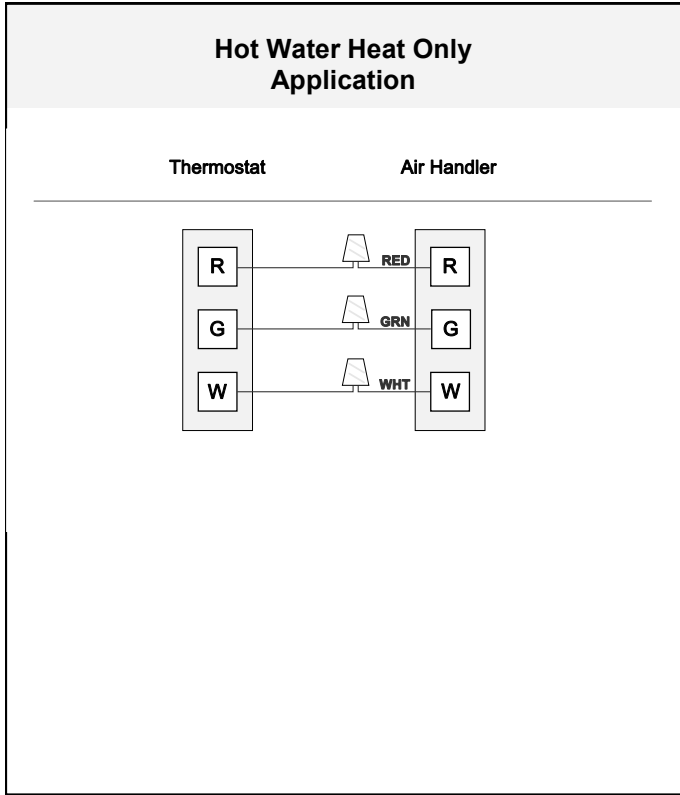 Hot Water Heat Only
Application
Thermostat Air Handler
R RED R
G GRN G
W WHT W